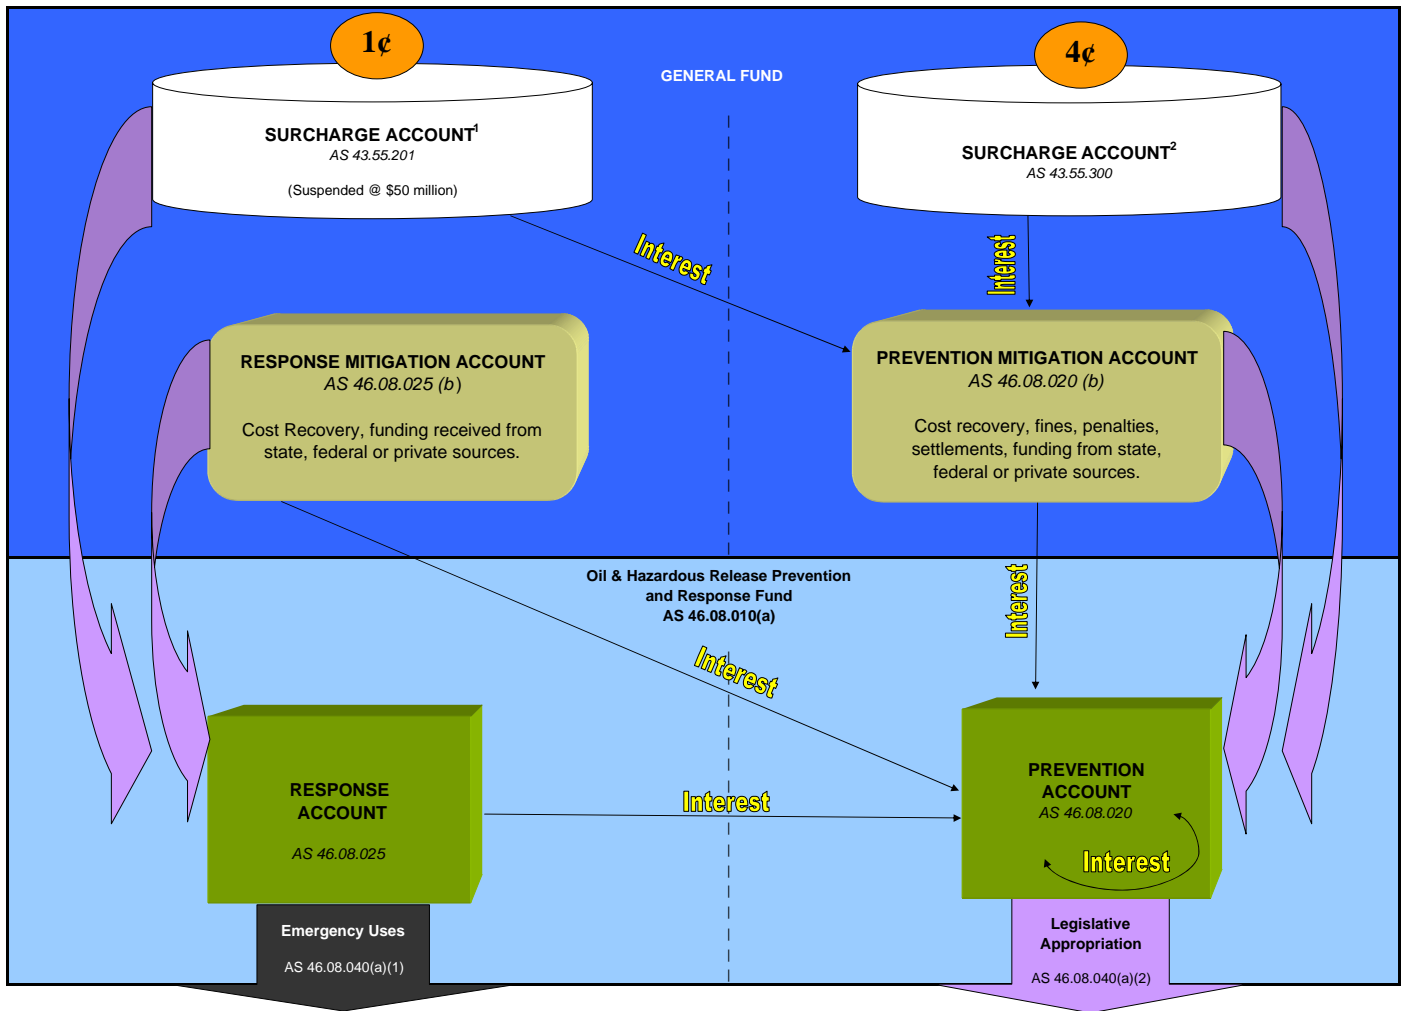 1¢
4¢
GENERAL FUND
SURCHARGE ACCOUNT1
AS 43.55.201
(Suspended @ $50 million)
SURCHARGE ACCOUNT2
AS 43.55.300
Interest
Interest
RESPONSE MITIGATION ACCOUNT
AS 46.08.025 (b)
Cost Recovery, funding received from
state, federal or private sources.
PREVENTION MITIGATION ACCOUNT
AS 46.08.020 (b)
Cost recovery, fines, penalties,
settlements, funding from state,
federal or private sources.
Oil & Hazardous Release Prevention
and Response Fund
AS 46.08.010(a)
Interest
Interest
RESPONSE
ACCOUNT
AS 46.08.025
Interest
PREVENTION
ACCOUNT
AS 46.08.020
Interest
Emergency Uses
AS 46.08.040(a)(1)
Legislative
Appropriation
AS 46.08.040(a)(2)